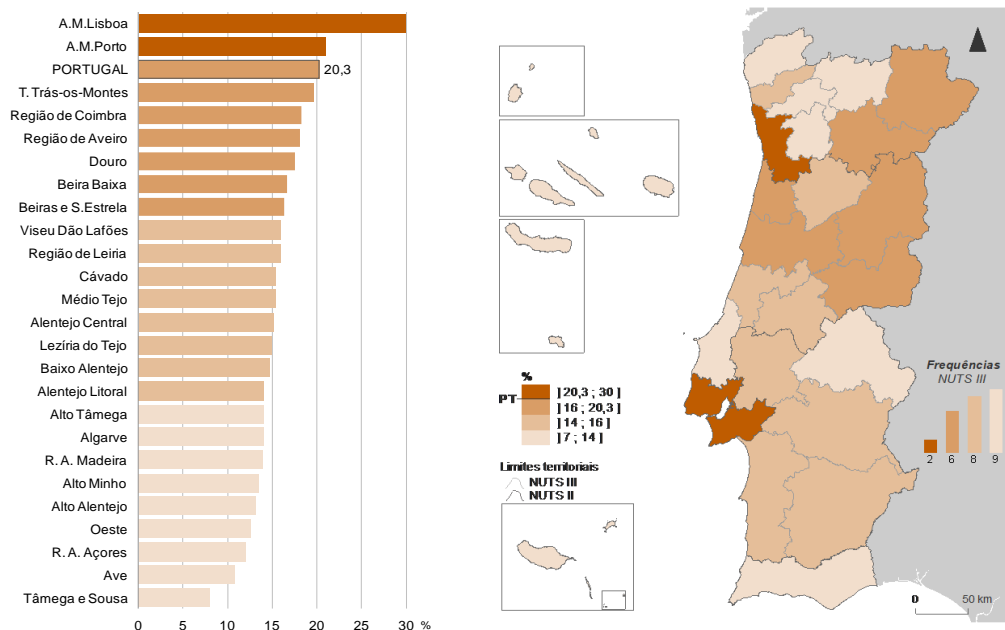 A.M.Lisboa
A.M.Porto
PORTUGAL 20,3
T. Trás-os-Montes
Região de Coimbra
Região de Aveiro
Douro
Beira Baixa
Beiras e S.Estrela
Viseu Dão Lafões
Região de Leiria
Cávado
Médio Tejo
Alentejo Central
Lezíria do Tejo
Baixo Alentejo
Alentejo Litoral
Alto Tâmega
Algarve
R. A. Madeira
Alto Minho
Alto Alentejo
Oeste
R. A. Açores
Ave
Tâmega e Sousa
0 5 10 15 20 25 30 %
%
PT
] 20,3 ; 30 ]
] 16 ; 20,3 ]
] 14 ; 16 ]
] 7 ; 14 ]
Limites territoriais
NUTS III
NUTS II
Frequências
NUTS III
2 6 8 9
0 50 km